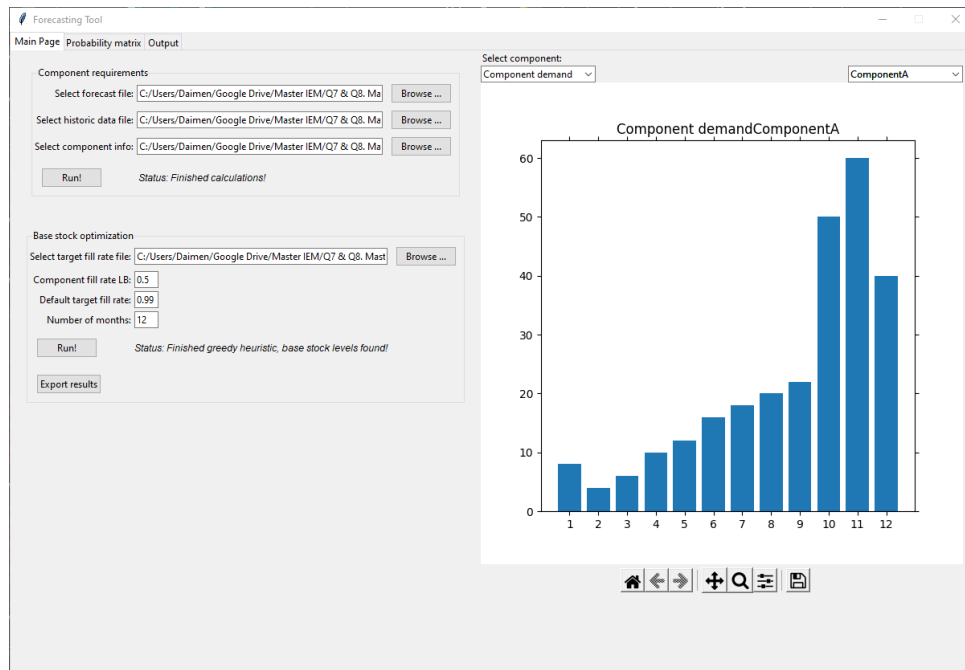 Forecasting Tool
Main Page Probability matrix Output
Component requirements
Select forecast file: C:/Users/Daimen/Google Drive/Master IEM/Q7 & Q8. Ma Browse ...
Select historic data file: C:/Users/Daimen/Google Drive/Master IEM/Q7 & Q8. Ma Browse ...
Select component info: C:/Users/Daimen/Google Drive/Master IEM/Q7 & Q8. Ma Browse ...
Run! Status: Finished calculations!
Base stock optimization
Select target fill rate file: C:/Users/Daimen/Google Drive/Master IEM/Q7 & Q8. Mast Browse ...
Component fill rate LB: 0.5
Default target fill rate: 0.99
Number of months: 12
Run! Status: Finished greedy heuristic, base stock levels found!
Export results
Select component:
Component demand ComponentA
Component demandComponentA
60
50
40
30
20
10
0
1 2 3 4 5 6 7 8 9 10 11 12